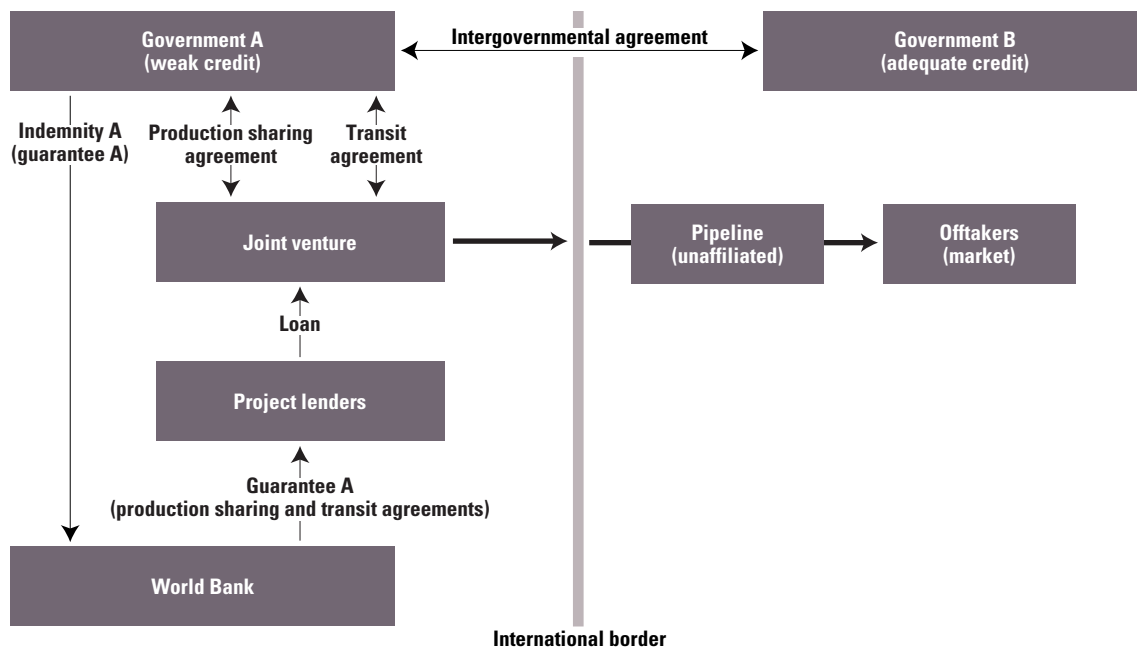 Government A
(weak credit)
Intergovernmental agreement
Government B
(adequate credit)
Indemnity A
(guarantee A)
Production sharing
agreement
Transit
agreement
Joint venture
Pipeline
(unaffiliated)
Offtakers
(market)
Loan
Project lenders
Guarantee A
(production sharing and transit agreements)
World Bank
International border